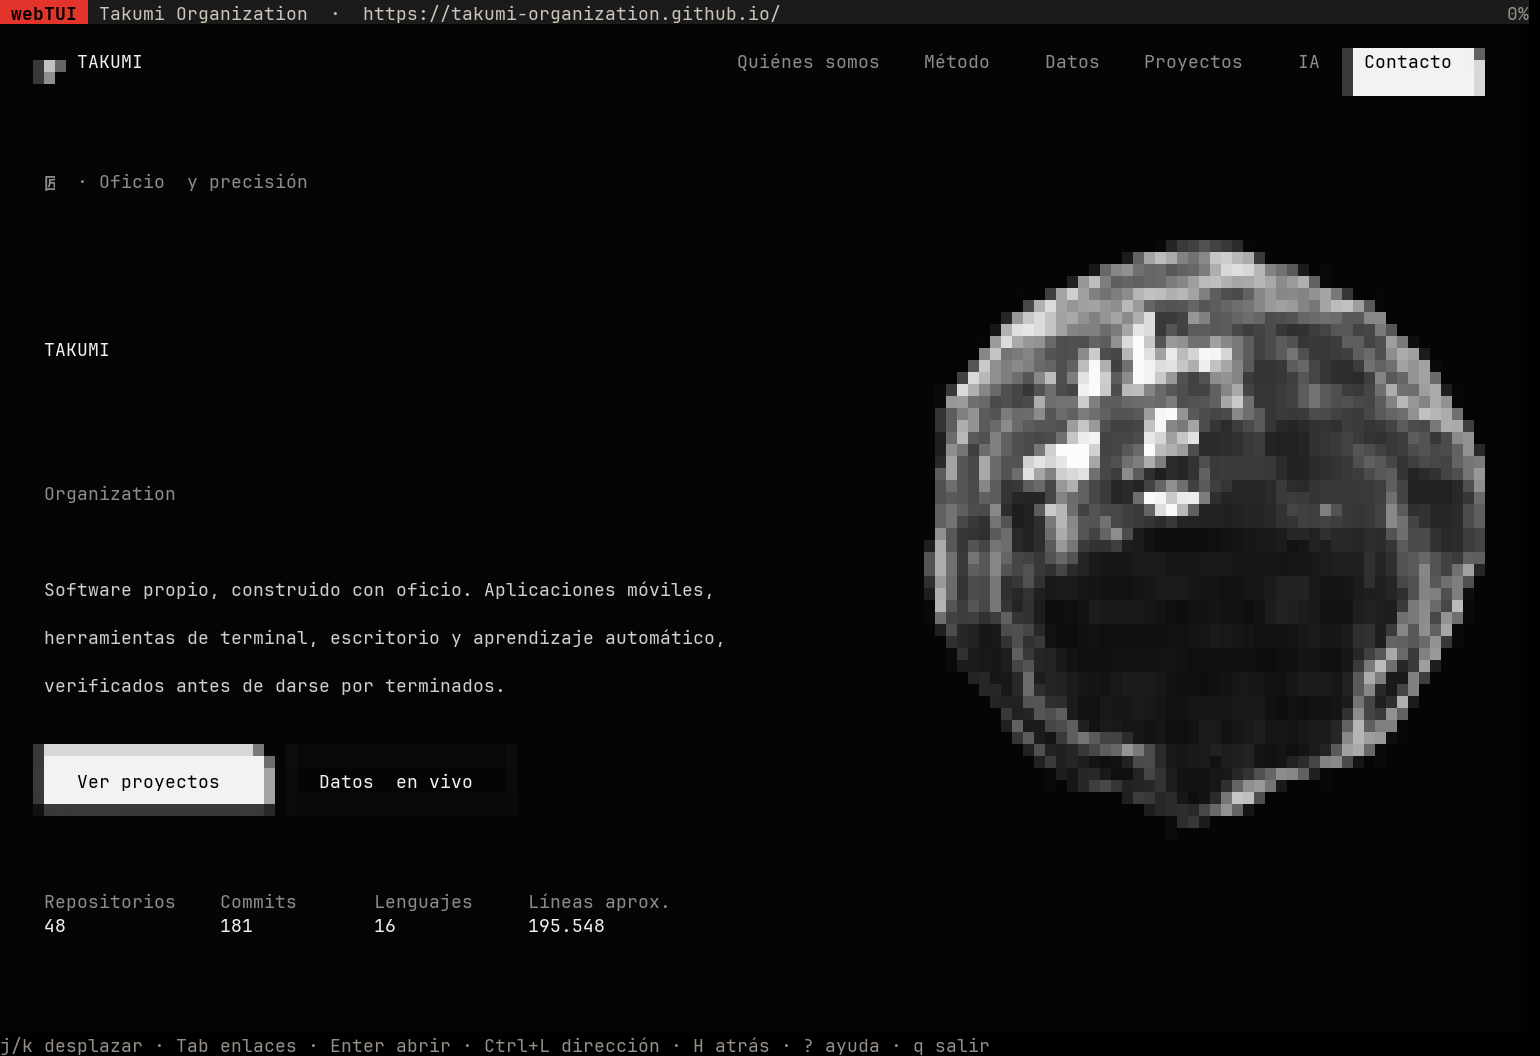 webTUI Takumi Organization · https://takumi-organization.github.io/ 0%
TAKUMI Quiénes somos Método Datos Proyectos IA Contacto
· Oficio y precisión
TAKUMI
Organization
Software propio, construido con oficio. Aplicaciones móviles,
herramientas de terminal, escritorio y aprendizaje automático,
verificados antes de darse por terminados.
Ver proyectos Datos en vivo
Repositorios Commits Lenguajes Líneas aprox.
48 181 16 195.548
j/k desplazar · Tab enlaces · Enter abrir · Ctrl+L dirección · H atrás · ? ayuda · q salir